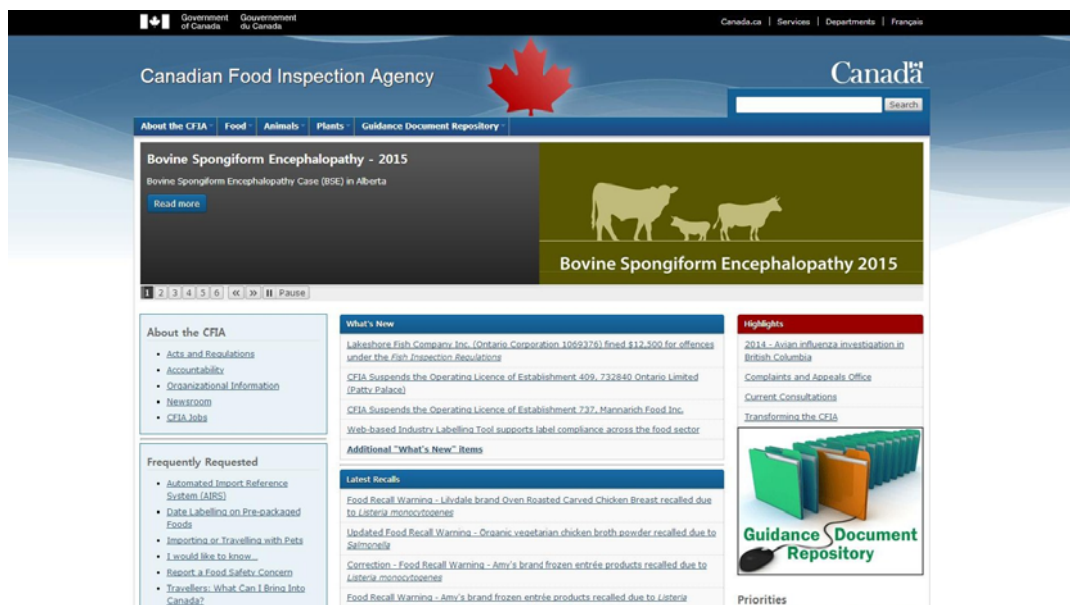 Government of Canada
Gouvernement du Canada
Canada.ca | Services | Departments | Français
Canadian Food Inspection Agency
Canada
Search
About the CFIA
Food
Animals
Plants
Guidance Document Repository
Bovine Spongiform Encephalopathy - 2015
Bovine Spongiform Encephalopathy Case (BSE) in Alberta
Read more
Bovine Spongiform Encephalopathy 2015
1 2 3 4 5 6 Pause
About the CFIA
Acts and Regulations
Accountability
Organizational Information
Newsroom
CFIA Jobs
Frequently Requested
Automated Import Reference
System (AIRS)
Date Labelling on Pre-packaged
Foods
Importing or Travelling with Pets
I would like to know...
Report a Food Safety Concern
Travellers: What Can I Bring Into
Canada?
What's New
Lakeshore Fish Company Inc. (Ontario Corporation 1069376) fined $12,500 for offences
under the Fish Inspection Regulations
CFIA Suspends the Operating Licence of Establishment 409, 732840 Ontario Limited
(Patty Palace)
CFIA Suspends the Operating Licence of Establishment 737, Mannarich Food Inc.
Web-based Industry Labelling Tool supports label compliance across the food sector
Additional "What's New" items
Latest Recalls
Food Recall Warning - Lilydale brand Oven Roasted Carved Chicken Breast recalled due
to Listeria monocytogenes
Updated Food Recall Warning - Organic vegetarian chicken broth powder recalled due to
Salmonella
Correction - Food Recall Warning - Amy's brand frozen entrée products recalled due to
Listeria monocytogenes
Food Recall Warning - Amy's brand frozen entrée products recalled due to Listeria
Highlights
2014 - Avian influenza investigation in
British Columbia
Complaints and Appeals Office
Current Consultations
Transforming the CFIA
Guidance Document
Repository
Priorities